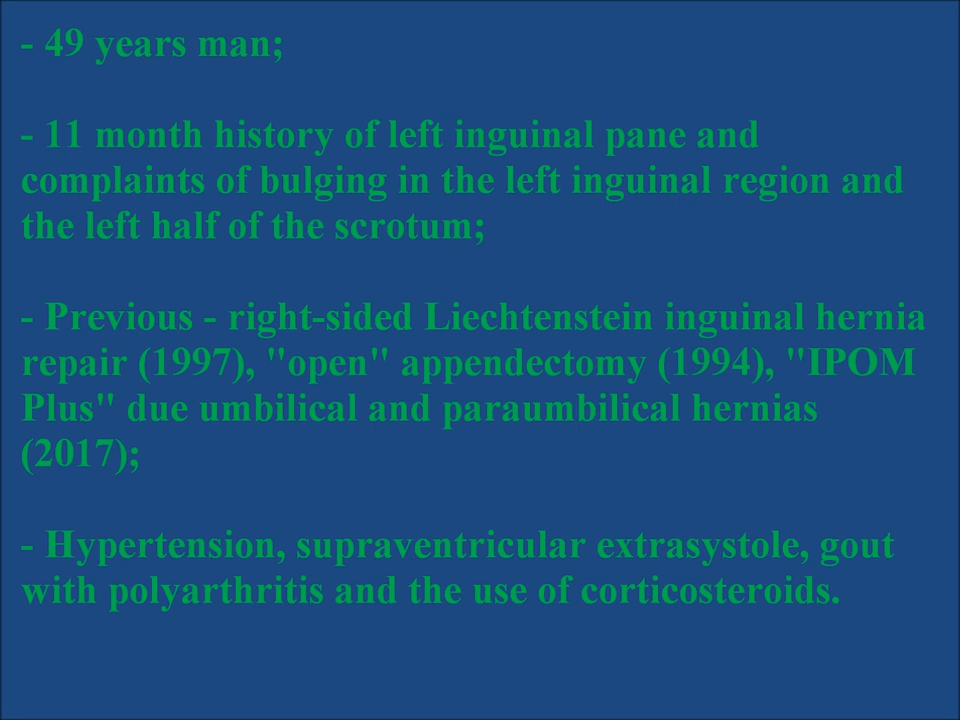 - 49 years man;
- 11 month history of left inguinal pane and
complaints of bulging in the left inguinal region and
the left half of the scrotum;
- Previous - right-sided Liechtenstein inguinal hernia
repair (1997), "open" appendectomy (1994), "IPOM
Plus" due umbilical and paraumbilical hernias
(2017);
- Hypertension, supraventricular extrasystole, gout
with polyarthritis and the use of corticosteroids.